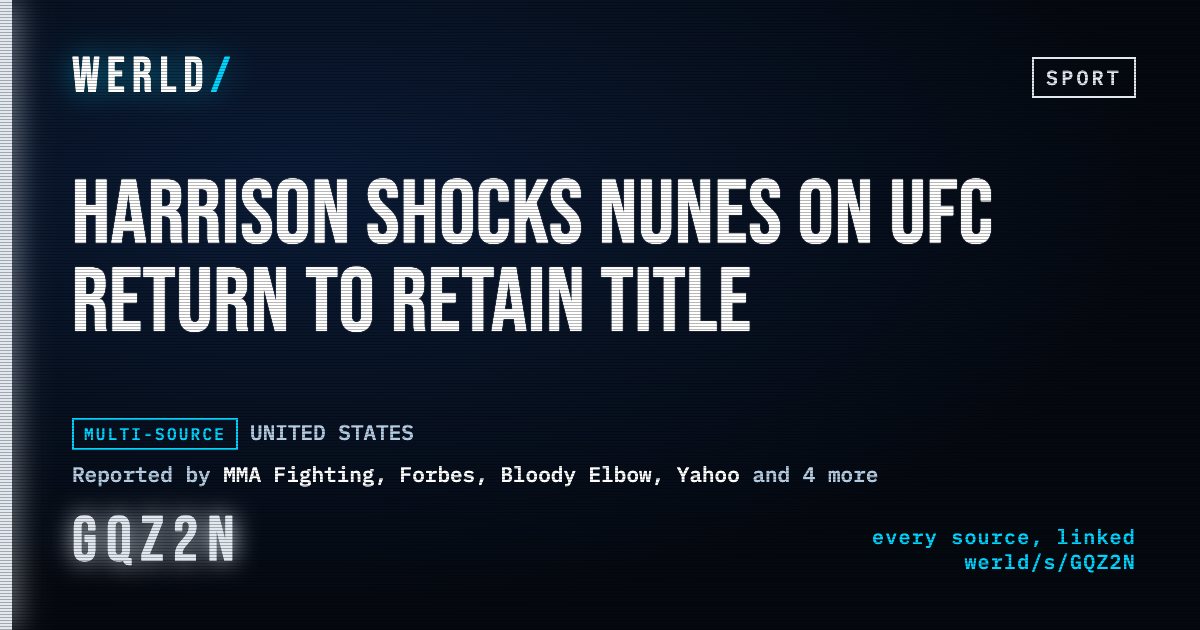 WERLD/
SPORT
HARRISON SHOCKS NUNES ON UFC
RETURN TO RETAIN TITLE
MULTI-SOURCE UNITED STATES
Reported by MMA Fighting, Forbes, Bloody Elbow, Yahoo and 4 more
GQZ2N
every source, linked
werld/s/GQZ2N